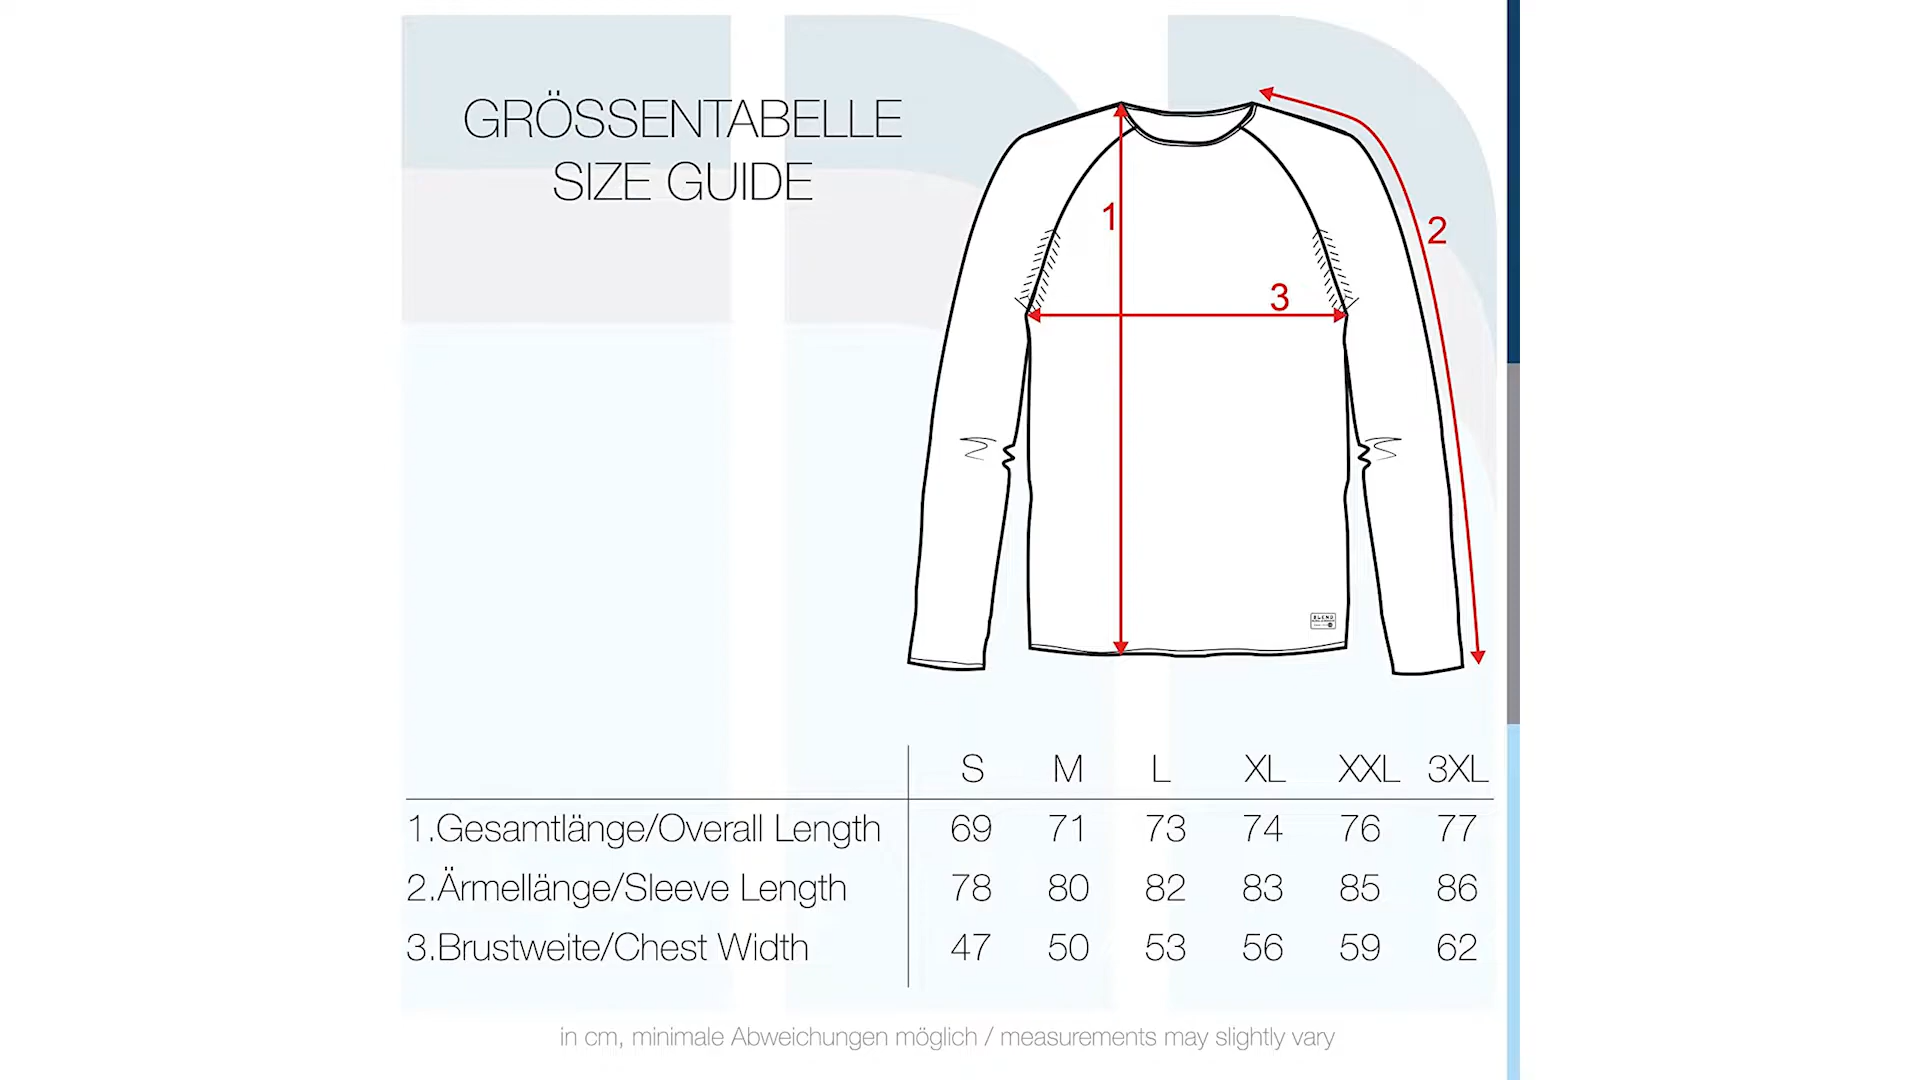 GRÖSSENTABELLE
SIZE GUIDE
1
2
3
BLEND
S M L XL XXL 3XL
1.Gesamtlänge/Overall Length 69 71 73 74 76 77
2.Ärmellänge/Sleeve Length 78 80 82 83 85 86
3.Brustweite/Chest Width 47 50 53 56 59 62
in cm, minimale Abweichungen möglich / measurements may slightly vary